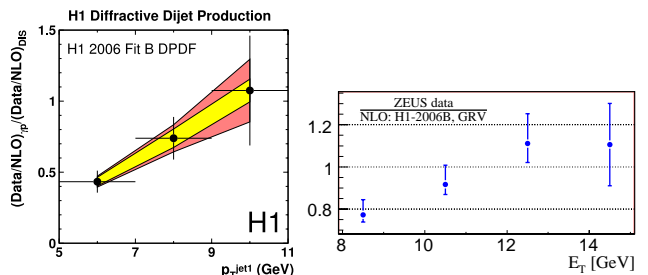 H1 Diffractive Dijet Production
H1 2006 Fit B DPDF
(Data/NLO)γp/(Data/NLO)DIS
1.5
1
0.5
0
5 7 9 11
H1
pT jet1 (GeV)
ZEUS data
NLO: H1-2006B, GRV
1.2
1
0.8
8 10 12 14
ET [GeV]